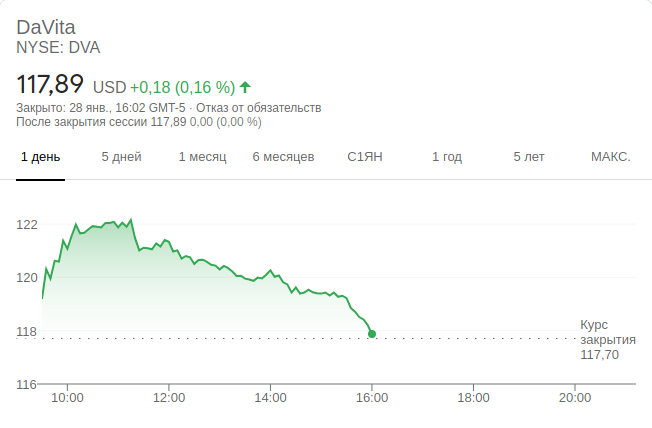 DaVita
NYSE: DVA
117,89 USD +0,18 (0,16 %)
Закрыто: 28 янв., 16:02 GMT-5 · Отказ от обязательств
После закрытия сессии 117,89 0,00 (0,00 %)
1 день 5 дней 1 месяц 6 месяцев С1ЯН 1 год 5 лет МАКС.
122
120
118
116
Курс
закрытия
117,70
10:00 12:00 14:00 16:00 18:00 20:00